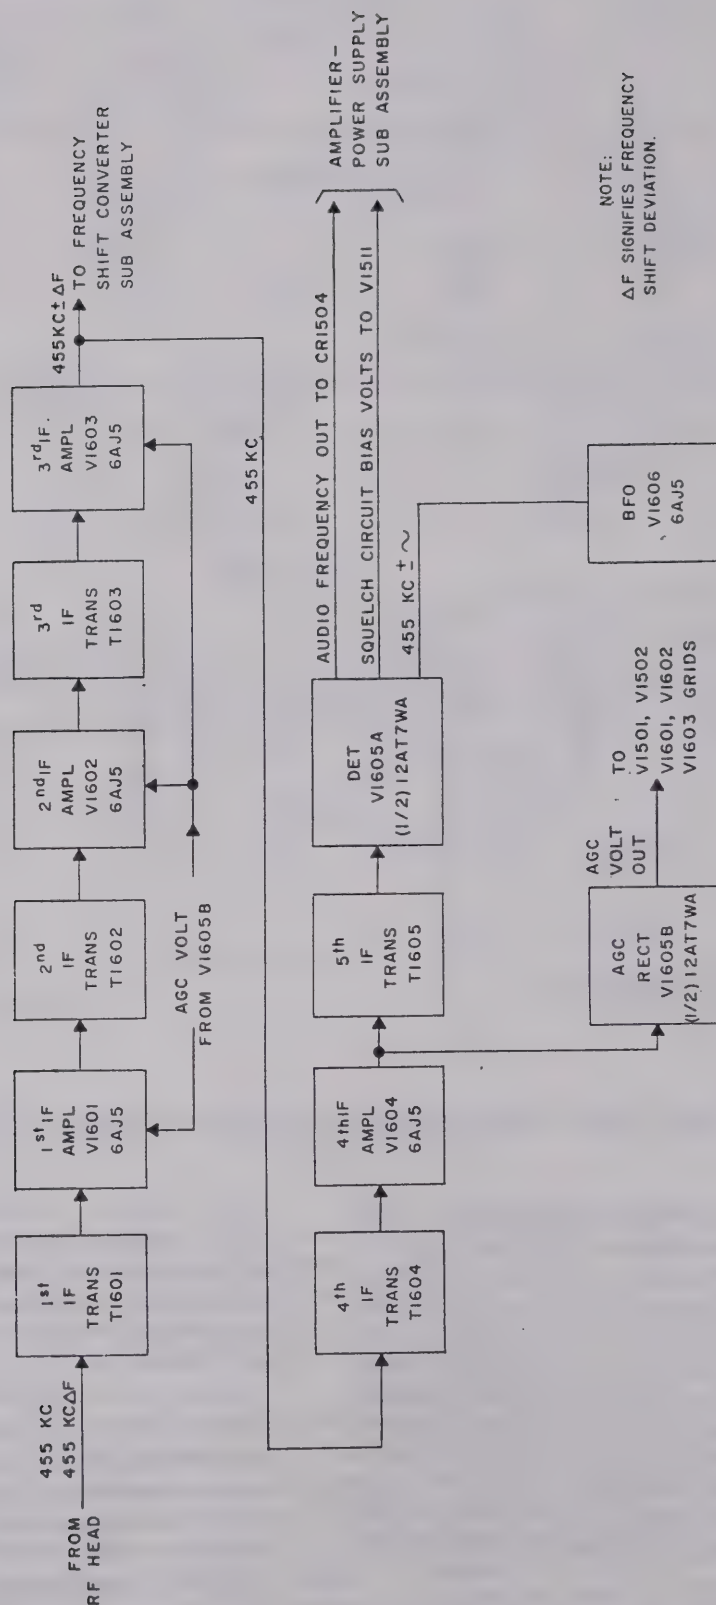 FROM
RF HEAD
455 KC
455 KCΔF
1st
IF
TRANS
T1601
1st IF
AMPL
V1601
6AJ5
2nd
IF
TRANS
T1602
2nd IF
AMPL
V1602
6AJ5
3rd
IF
TRANS
T1603
3rd IF.
AMPL
V1603
6AJ5
455KC±ΔF
TO FREQUENCY
SHIFT CONVERTER
SUB ASSEMBLY
AGC VOLT
FROM V1605B
455 KC
4th
IF
TRANS
T1604
4th IF
AMPL
V1604
6AJ5
5th
IF
TRANS
T1605
DET
V1605A
(1/2) 12AT7WA
AUDIO FREQUENCY OUT TO CR1504
SQUELCH CIRCUIT BIAS VOLTS TO V1511
455 KC ± ~
AMPLIFIER-
POWER SUPPLY
SUB ASSEMBLY
AGC
RECT
V1605B
(1/2) 12AT7WA
AGC
VOLT
OUT
TO
V1501, V1502
V1601, V1602
V1603 GRIDS
BFO
V1606
6AJ5
NOTE:
ΔF SIGNIFIES FREQUENCY
SHIFT DEVIATION.